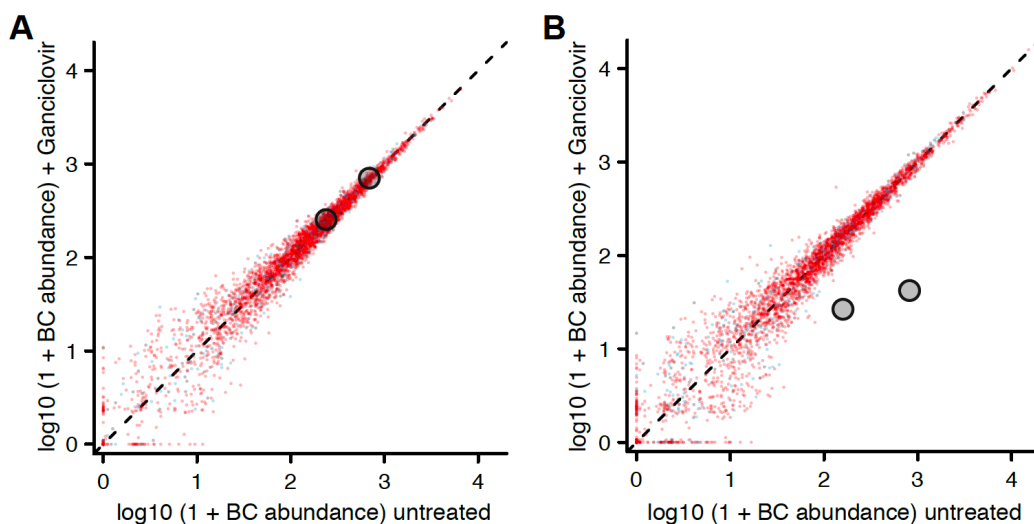 A
log10 (1 + BC abundance) + Ganciclovir
4
3
2
1
0
0 1 2 3 4
log10 (1 + BC abundance) untreated
B
log10 (1 + BC abundance) + Ganciclovir
4
3
2
1
0
0 1 2 3 4
log10 (1 + BC abundance) untreated